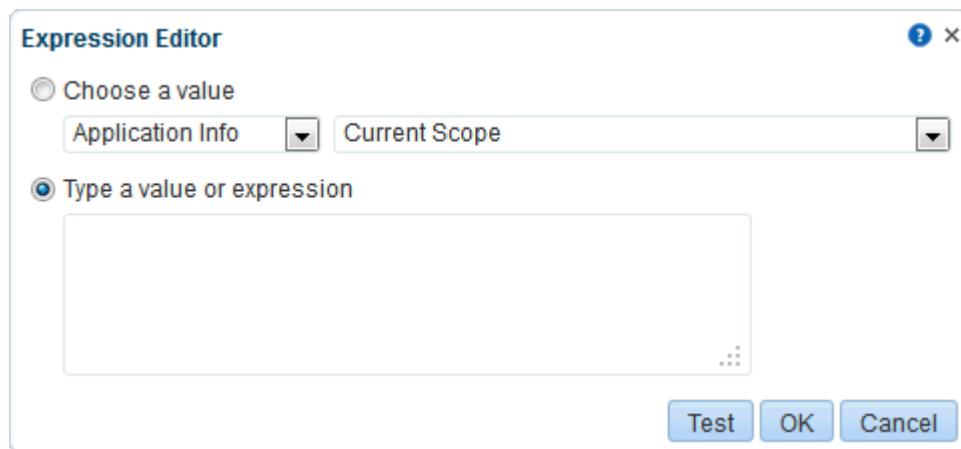 Expression Editor
Choose a value
Application Info Current Scope
Type a value or expression
Test OK Cancel